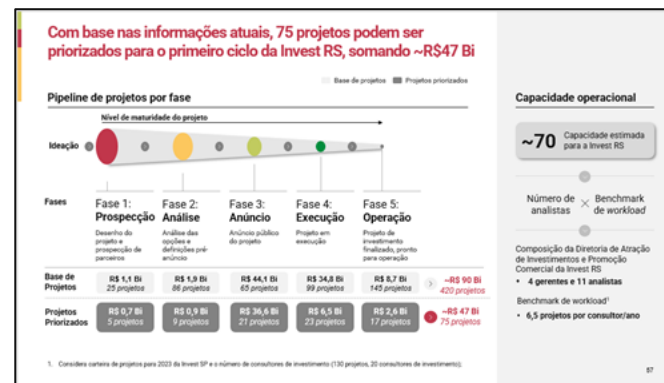 Com base nas informações atuais, 75 projetos podem ser
priorizados para o primeiro ciclo da Invest RS, somando ~R$47 Bi
Base de projetos
Projetos priorizados
Pipeline de projetos por fase
Nível de maturidade do projeto
Ideação
Fases
Fase 1:
Prospecção
Desenho do
projeto e
prospecção de
parceiros
Fase 2:
Análise
Análise das
opções e
definições pré-
anúncio
Fase 3:
Anúncio
Anúncio público
do projeto
Fase 4:
Execução
Projeto em
execução
Fase 5:
Operação
Projeto de
investimento
finalizado, pronto
para operação
Base de
Projetos
R$ 1,1 Bi
25 projetos
R$ 1,9 Bi
86 projetos
R$ 44,1 Bi
65 projetos
R$ 34,8 Bi
99 projetos
R$ 8,7 Bi
145 projetos
~R$ 90 Bi
420 projetos
Projetos
Priorizados
R$ 0,7 Bi
5 projetos
R$ 0,9 Bi
9 projetos
R$ 36,6 Bi
21 projetos
R$ 6,5 Bi
23 projetos
R$ 2,6 Bi
17 projetos
~R$ 47 Bi
75 projetos
1. Considera carteira de projetos para 2023 da Invest SP e o número de consultores de investimento (130 projetos, 20 consultores de investimento);
Capacidade operacional
~70
Capacidade estimada
para a Invest RS
Número de
analistas
×
Benchmark
de workload
Composição da Diretoria de Atração
de Investimentos e Promoção
Comercial da Invest RS
• 4 gerentes e 11 analistas
Benchmark de workload¹
• 6,5 projetos por consultor/ano
57